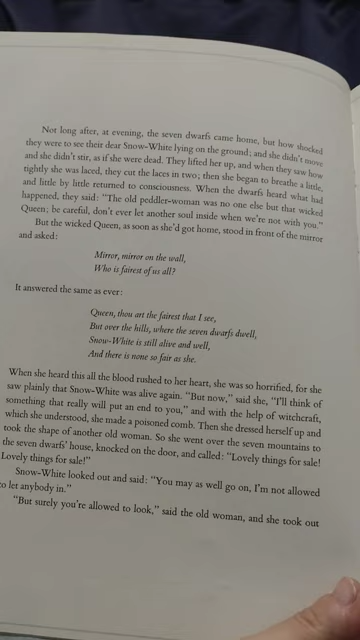 Not long after, at evening, the seven dwarfs came home, but how shocked
they were to see their dear Snow-White lying on the ground; and she didn't move
and she didn't stir, as if she were dead. They lifted her up, and when they saw how
tightly she was laced, they cut the laces in two; then she began to breathe a little,
and little by little returned to consciousness. When the dwarfs heard what had
happened, they said: “The old peddler-woman was no one else but that wicked
Queen; be careful, don't ever let another soul inside when we're not with you.”
But the wicked Queen, as soon as she'd got home, stood in front of the mirror
and asked:
Mirror, mirror on the wall,
Who is fairest of us all?
It answered the same as ever:
Queen, thou art the fairest that I see,
But over the hills, where the seven dwarfs dwell,
Snow-White is still alive and well,
And there is none so fair as she.
When she heard this all the blood rushed to her heart, she was so horrified, for she
saw plainly that Snow-White was alive again. “But now,” said she, “I'll think of
something that really will put an end to you,” and with the help of witchcraft,
which she understood, she made a poisoned comb. Then she dressed herself up and
took the shape of another old woman. So she went over the seven mountains to
the seven dwarfs' house, knocked on the door, and called: “Lovely things for sale!
Lovely things for sale!”
Snow-White looked out and said: “You may as well go on, I'm not allowed
to let anybody in.”
“But surely you're allowed to look,” said the old woman, and she took out